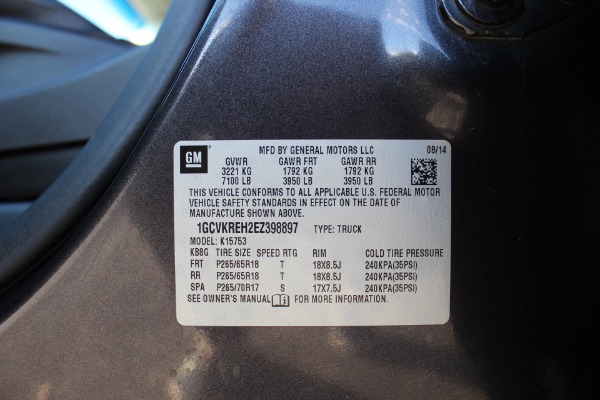 MFD BY GENERAL MOTORS LLC 08/14
GM
GVWR GAWR FRT GAWR RR
3221 KG 1792 KG 1792 KG
7100 LB 3950 LB 3950 LB
THIS VEHICLE CONFORMS TO ALL APPLICABLE U.S. FEDERAL MOTOR
VEHICLE SAFETY STANDARDS IN EFFECT ON THE DATE OF
MANUFACTURE SHOWN ABOVE.
1GCVKREH2EZ398897 TYPE: TRUCK
MODEL: K15753
KB8G TIRE SIZE SPEED RTG RIM COLD TIRE PRESSURE
FRT P265/65R18 T 18X8.5J 240KPA(35PSI)
RR P265/65R18 T 18X8.5J 240KPA(35PSI)
SPA P265/70R17 S 17X7.5J 240KPA(35PSI)
SEE OWNER'S MANUAL FOR MORE INFORMATION.